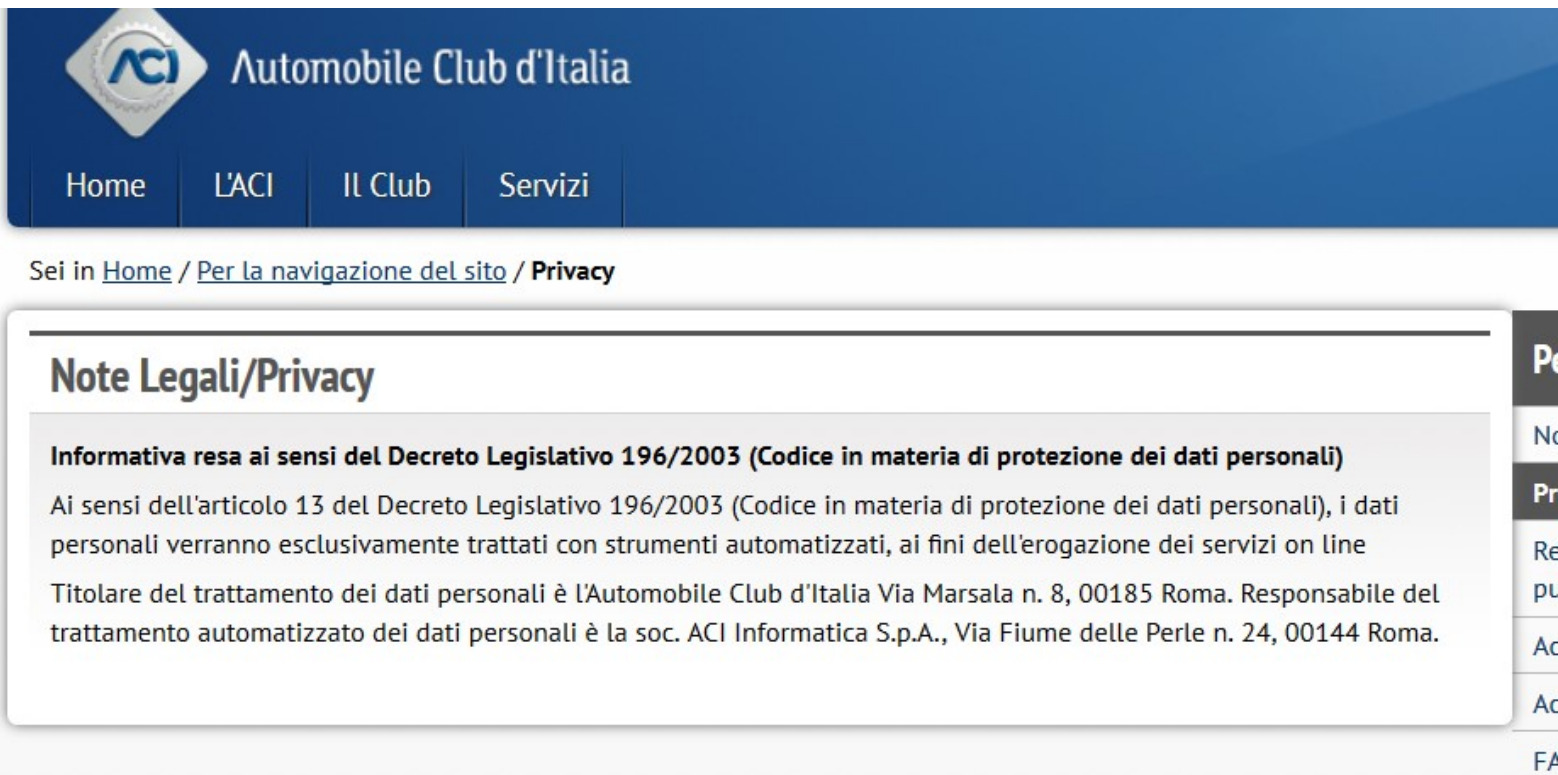 ACI Automobile Club d'Italia
Home L'ACI Il Club Servizi
Sei in Home / Per la navigazione del sito / Privacy
Note Legali/Privacy
Informativa resa ai sensi del Decreto Legislativo 196/2003 (Codice in materia di protezione dei dati personali)
Ai sensi dell'articolo 13 del Decreto Legislativo 196/2003 (Codice in materia di protezione dei dati personali), i dati
personali verranno esclusivamente trattati con strumenti automatizzati, ai fini dell'erogazione dei servizi on line
Titolare del trattamento dei dati personali è l'Automobile Club d'Italia Via Marsala n. 8, 00185 Roma. Responsabile del
trattamento automatizzato dei dati personali è la soc. ACI Informatica S.p.A., Via Fiume delle Perle n. 24, 00144 Roma.